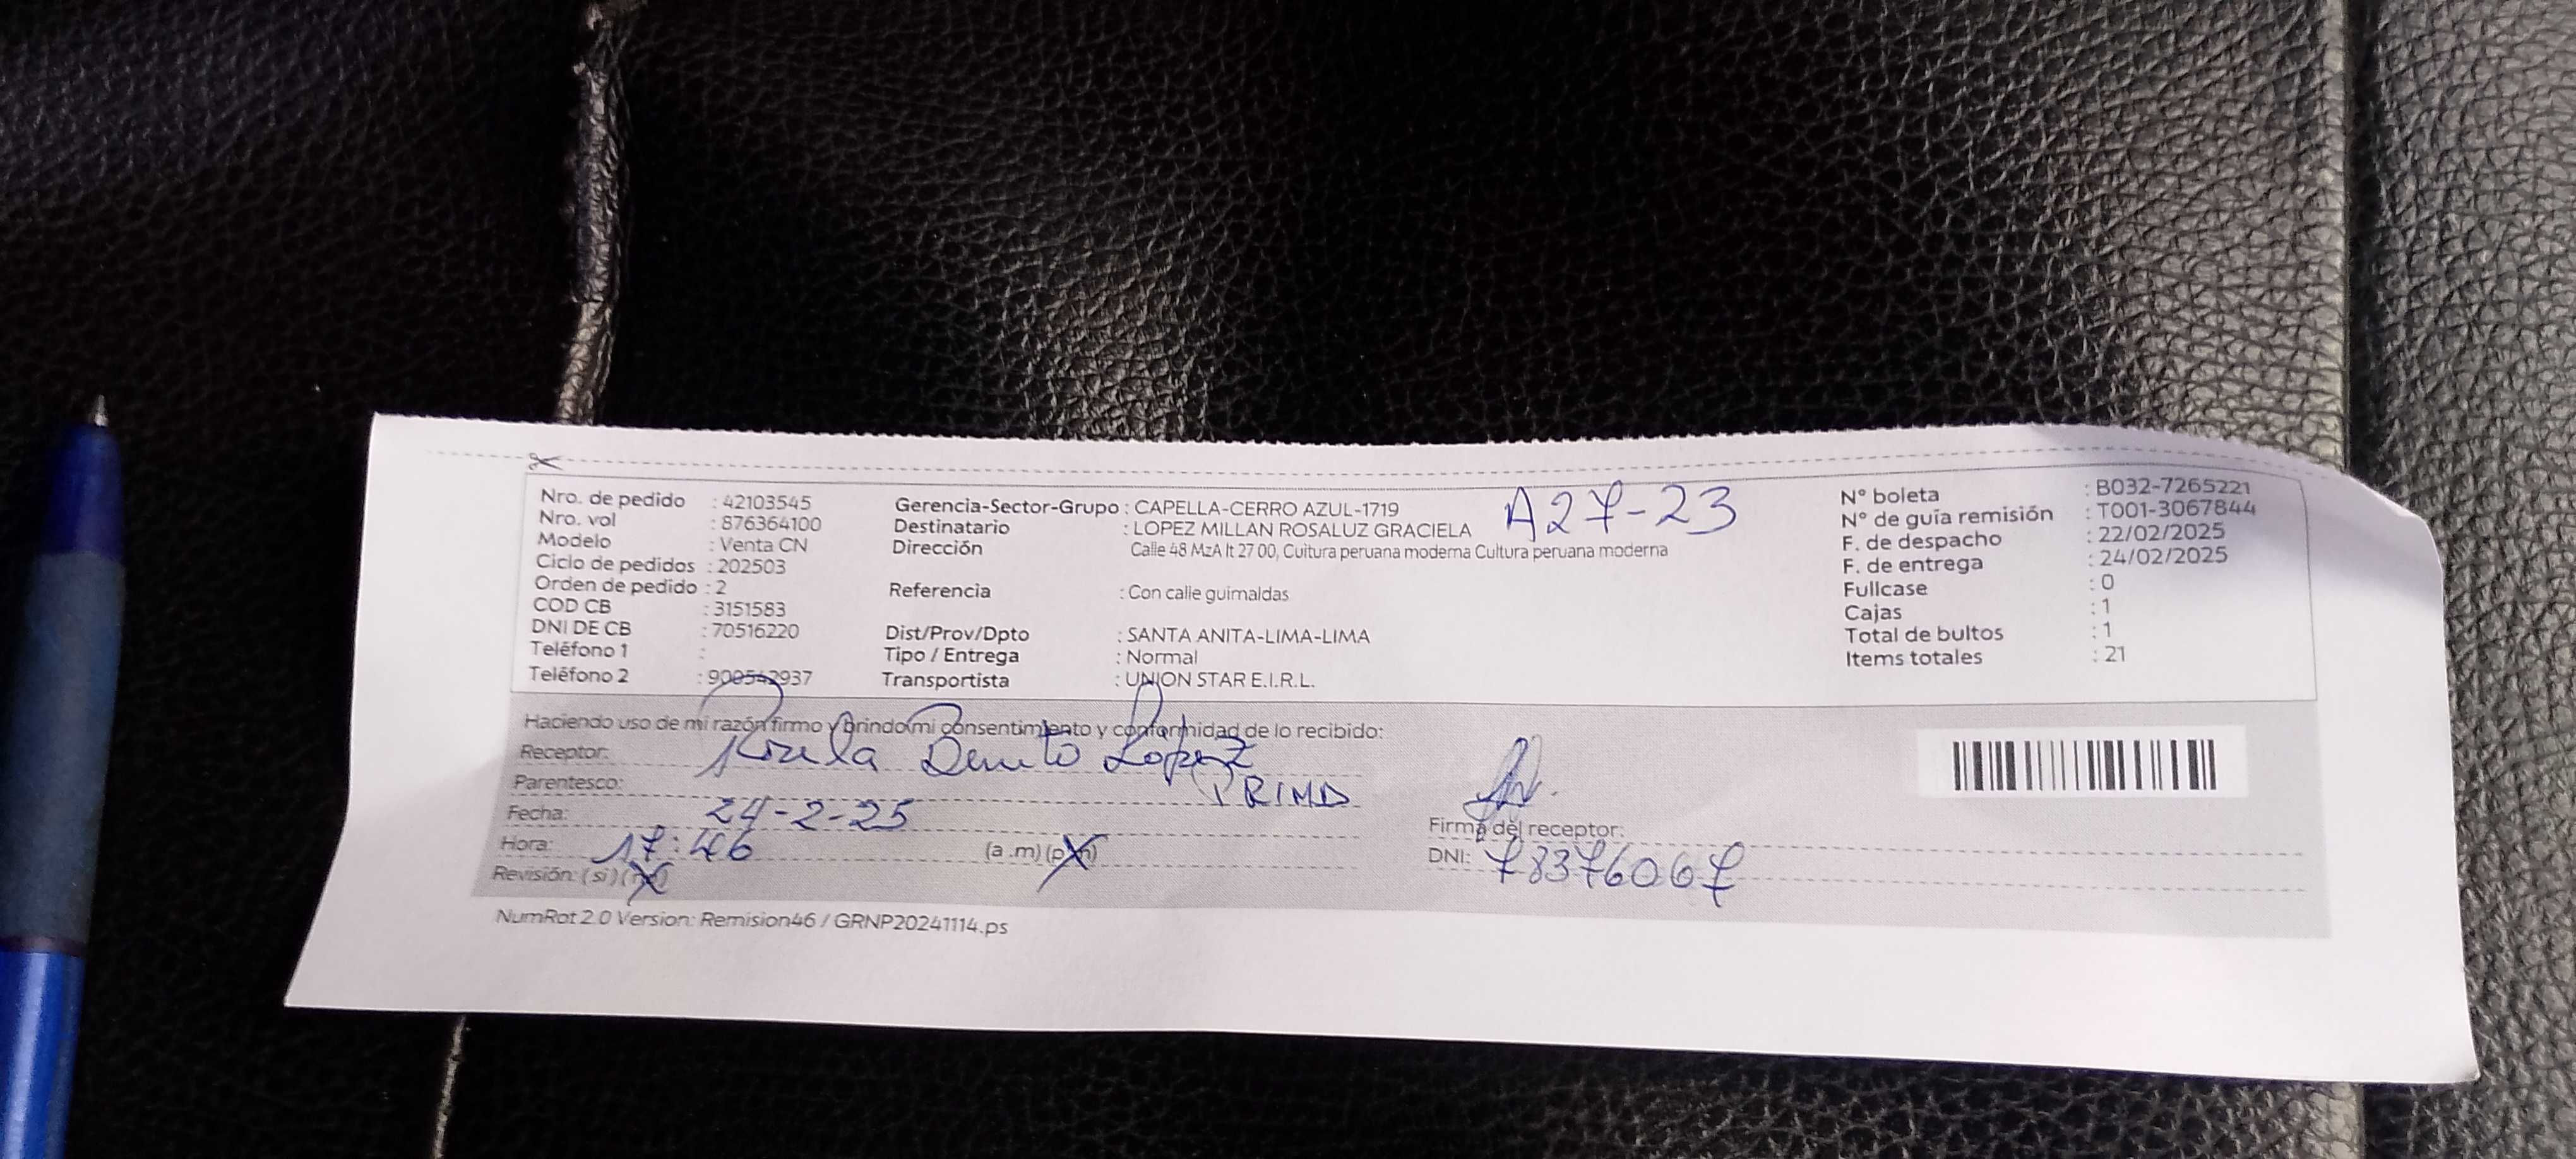 Nro. de pedido : 42103545
Nro. vol : 876364100
Modelo : Venta CN
Ciclo de pedidos : 202503
Orden de pedido : 2
COD CB : 3151583
DNI DE CB : 70516220
Teléfono 1 :
Teléfono 2 : 900542937
Gerencia-Sector-Grupo : CAPELLA-CERRO AZUL-1719
Destinatario : LOPEZ MILLAN ROSALUZ GRACIELA
A27-23
Dirección Calle 48 MzA lt 27 00, Cuitura peruana moderna Cultura peruana moderna
Referencia : Con calle guirnaldas
Dist/Prov/Dpto : SANTA ANITA-LIMA-LIMA
Tipo / Entrega : Normal
Transportista : UNION STAR E.I.R.L.
N° boleta : B032-7265221
N° de guía remisión : T001-3067844
F. de despacho : 22/02/2025
F. de entrega : 24/02/2025
Fullcase : 0
Cajas : 1
Total de bultos : 1
Items totales : 21
Haciendo uso de mi razón firmo y brindo mi consentimiento y conformidad de lo recibido:
Receptor: Lopez
Parentesco: PRIMO
Fecha: 24-2-25
Hora: 17:46 (a .m) (p.m)
Revisión: (si) (no)
Firma del receptor:
DNI: 78376067
NumRot 2.0 Version: Remision46 / GRNP20241114.ps